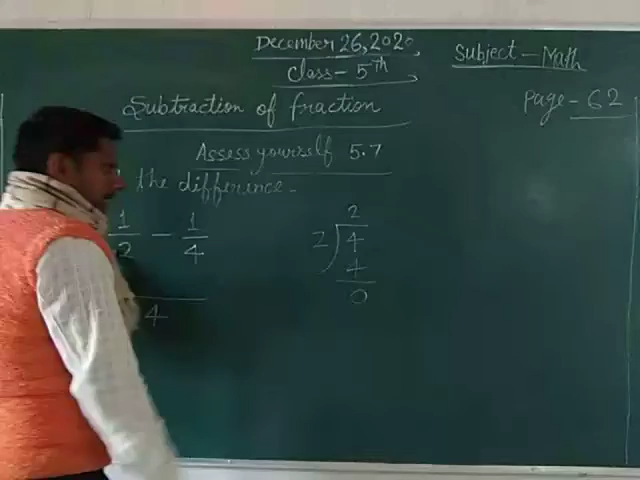 December 26, 2020,
Subject - Math
Class - 5th,
Subtraction of fraction
Page - 62
Assess yourself 5.7
the difference -
1/2 - 1/4
4
2
2 4
4
0